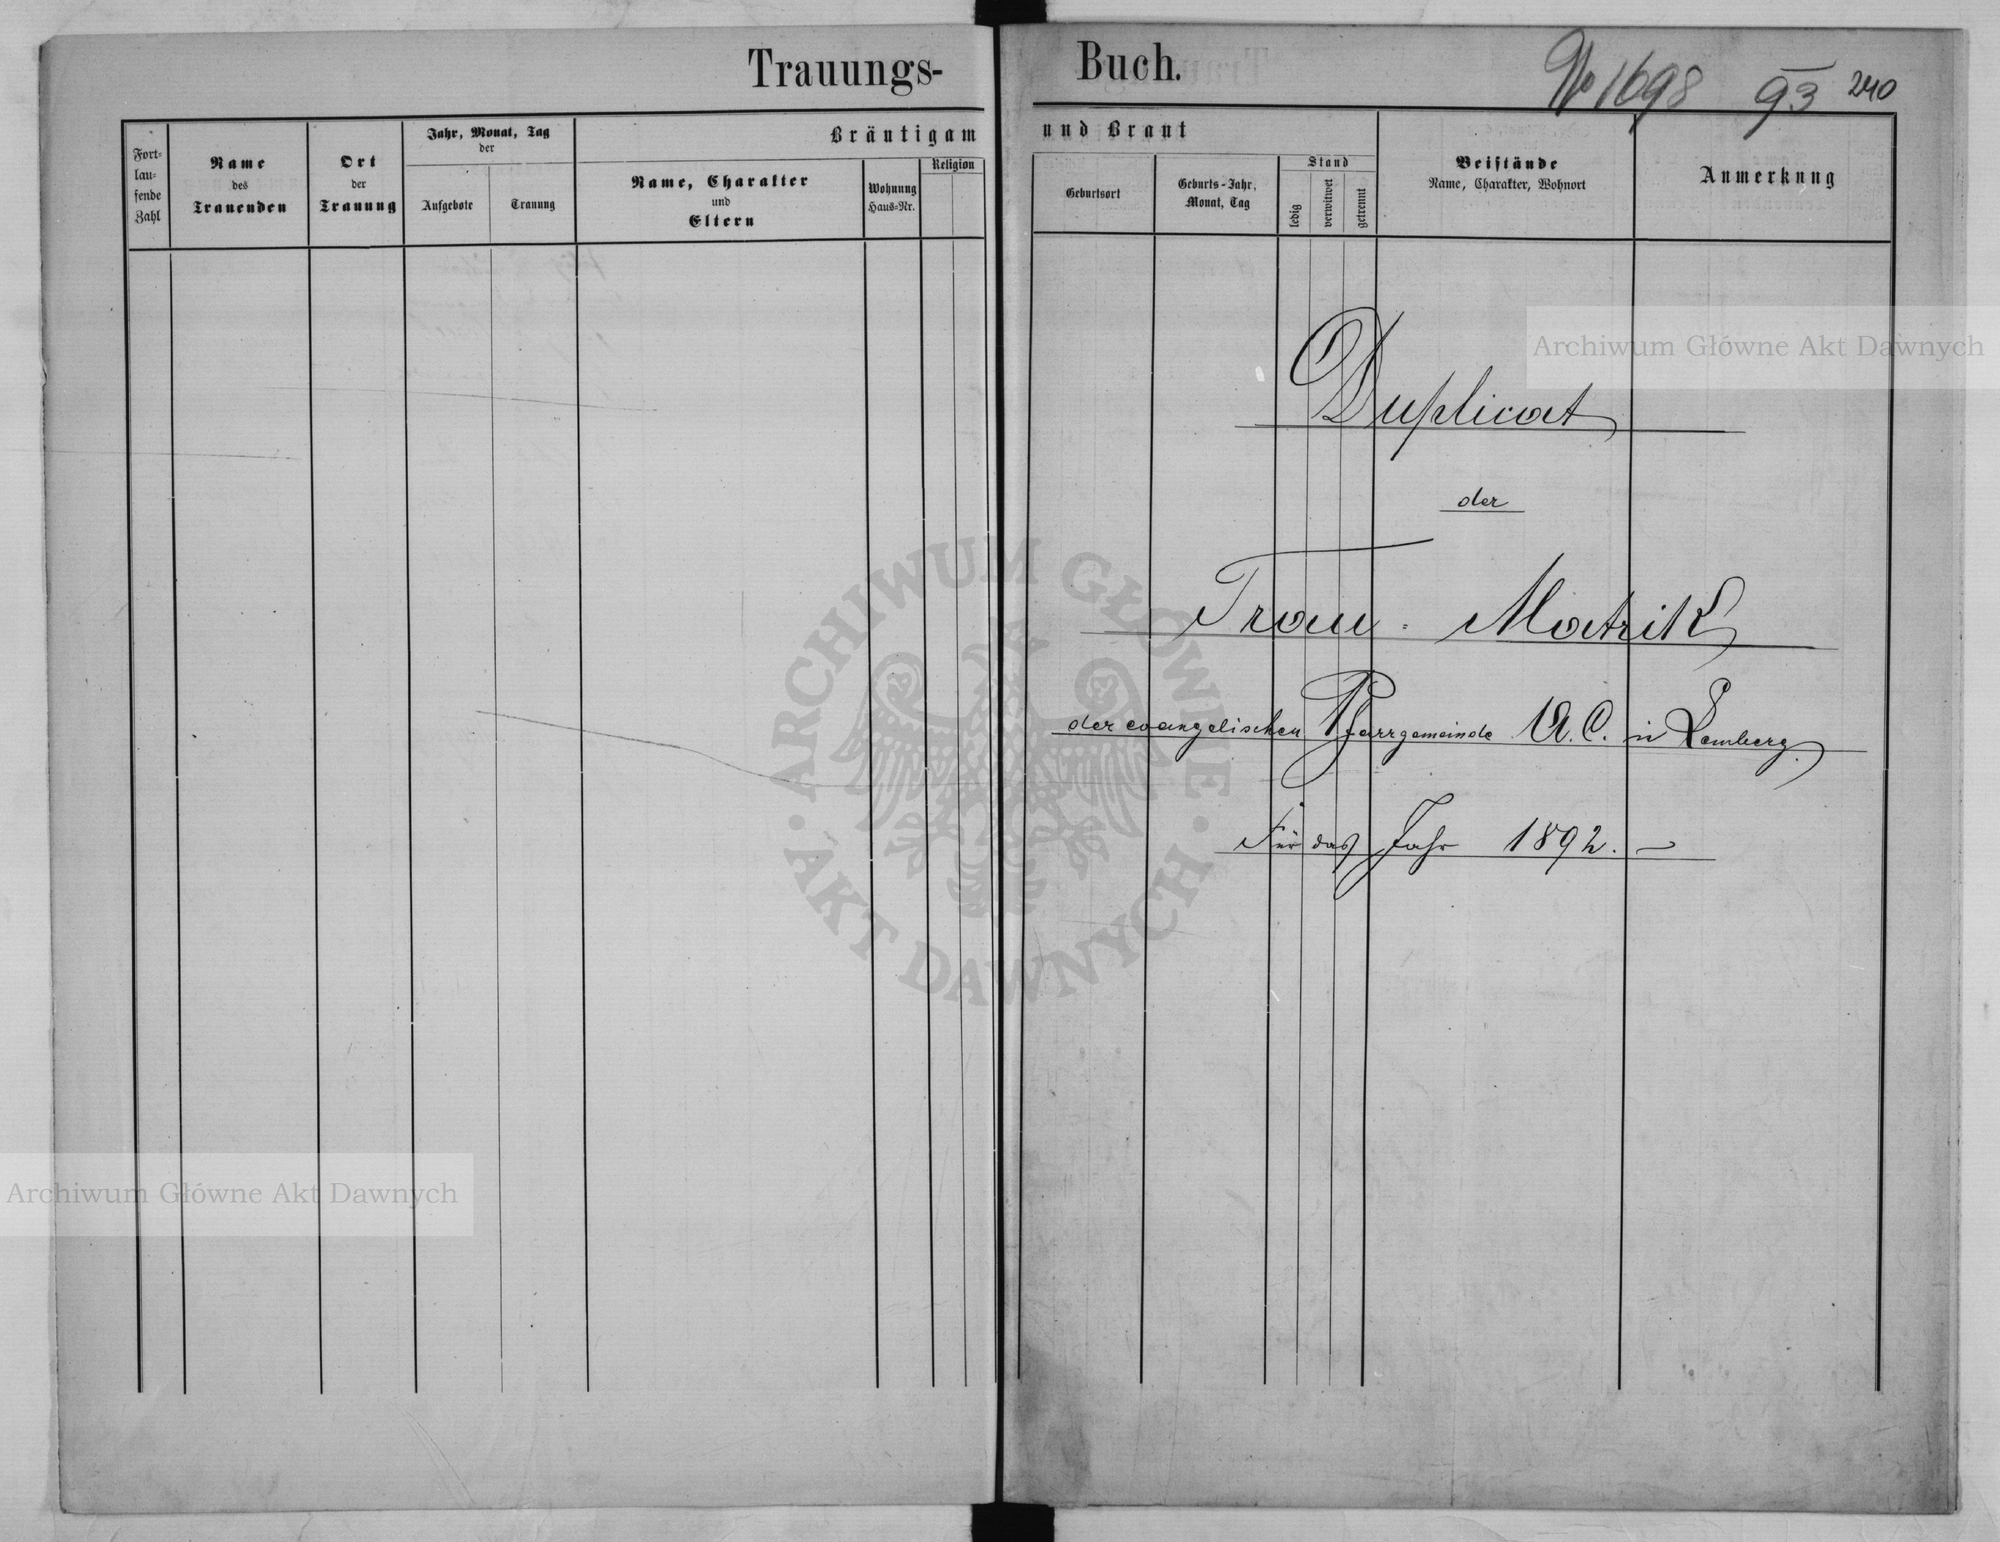 Trauungs-Buch.
No 1698 93 240
Fort-
lau-
fende
Zahl
Name
des
Trauenden
Ort
der
Trauung
Jahr, Monat, Tag
der
Aufgebote
Trauung
Bräutigam und Braut
Name, Charakter
und
Eltern
Wohnung
Haus-Nr.
Religion
Geburtsort
Geburts-Jahr,
Monat, Tag
Stand
ledig
verwitwet
getrennt
Beistände
Name, Charakter, Wohnort
Anmerkung
Duplicat
der
Trau-Matrik
der evangelischen Pfarrgemeinde A. C. in Lemberg.
Für das Jahr 1892. –
Archiwum Główne Akt Dawnych
ARCHIWUM GŁÓWNE
AKT DAWNYCH
Archiwum Główne Akt Dawnych